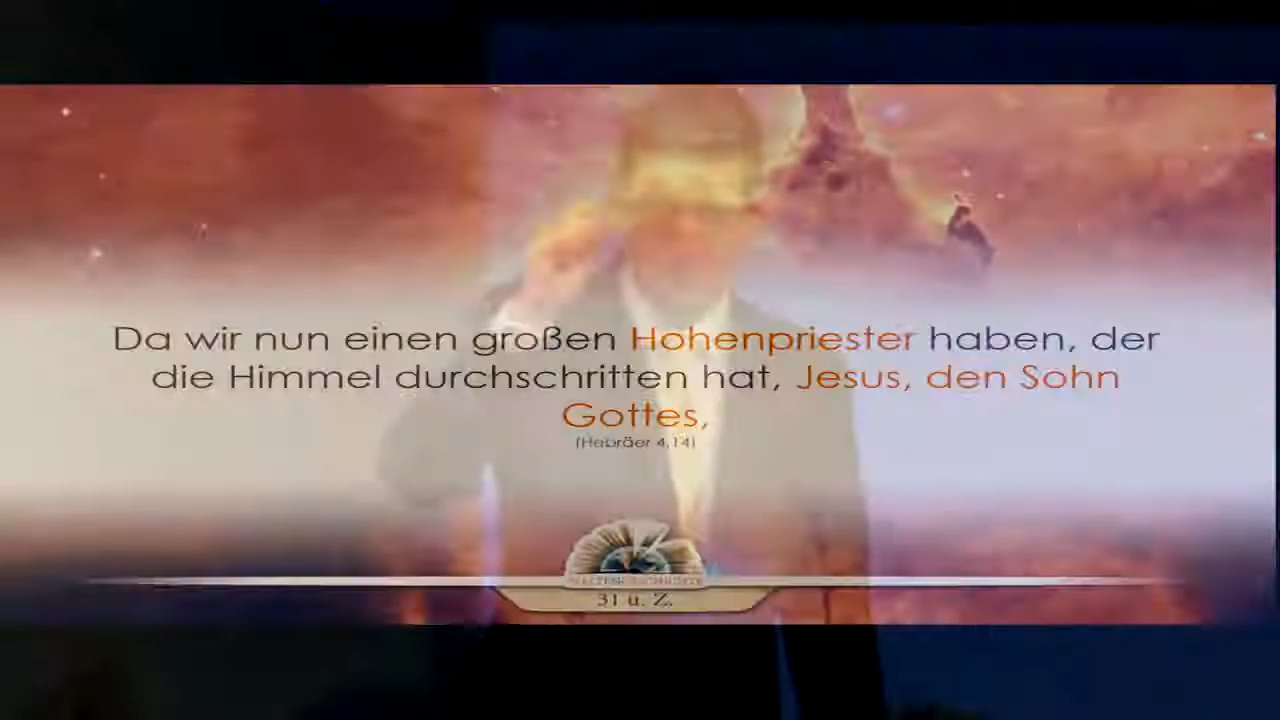 Da wir nun einen großen Hohenpriester haben, der
die Himmel durchschritten hat, Jesus, den Sohn
Gottes,
(Hebräer 4,14)
31 u. Z.